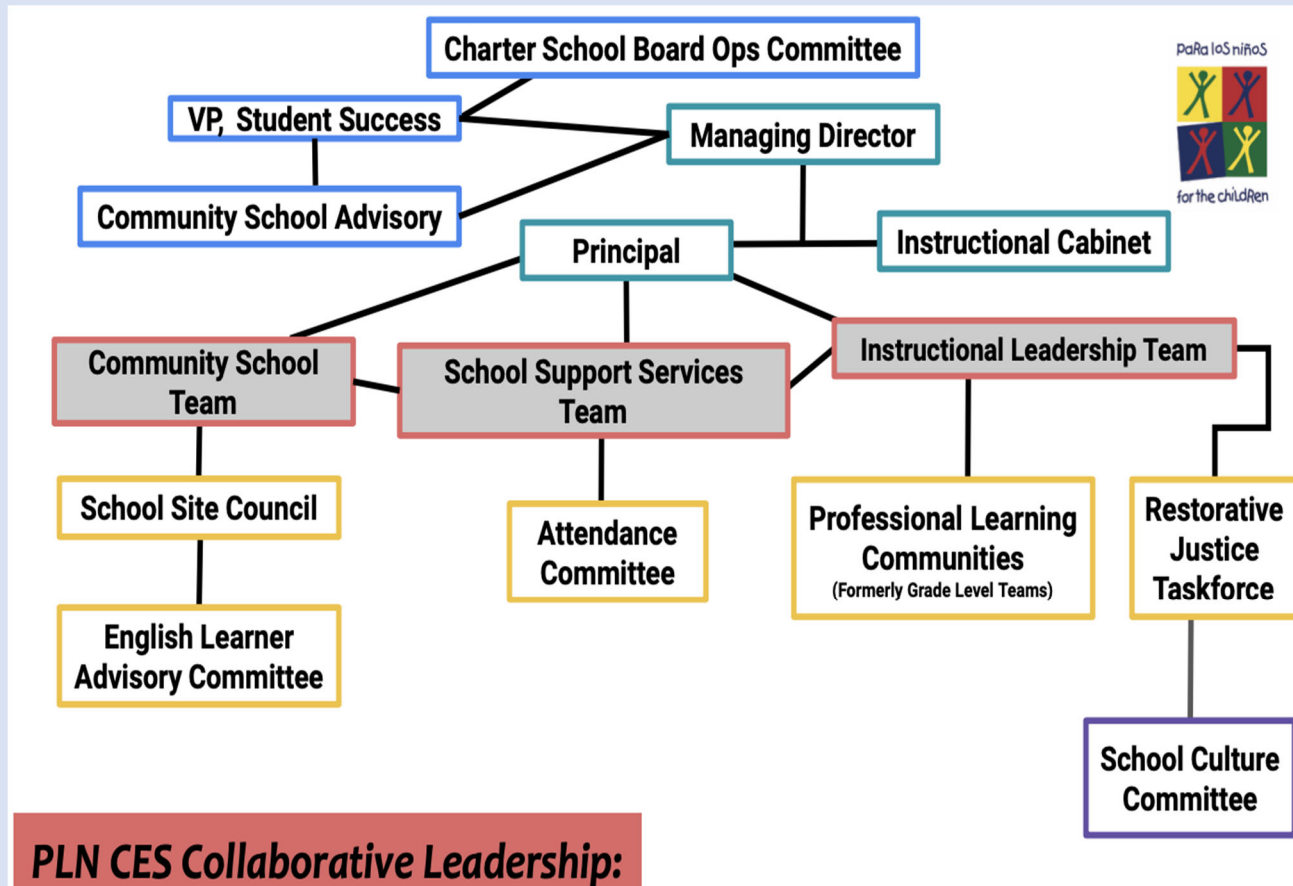 Charter School Board Ops Committee
paRa loS niñoS
VP, Student Success
Managing Director
for the chiLdRen
Community School Advisory
Principal
Instructional Cabinet
Community School
Team
School Support Services
Team
Instructional Leadership Team
School Site Council
Attendance
Committee
Professional Learning
Communities
(Formerly Grade Level Teams)
Restorative
Justice
Taskforce
English Learner
Advisory Committee
School Culture
Committee
PLN CES Collaborative Leadership: